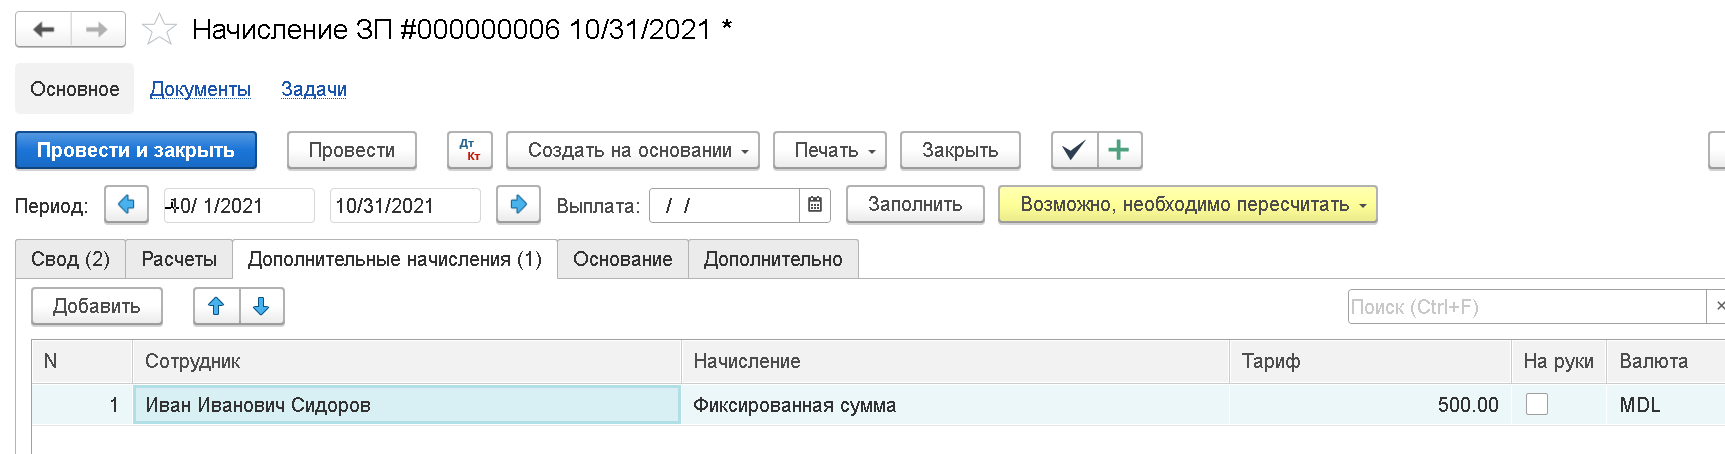 Начисление ЗП #000000006 10/31/2021 *
Основное Документы Задачи
Провести и закрыть Провести Дт Кт Создать на основании Печать Закрыть
Период: 10/ 1/2021 10/31/2021 Выплата: / / Заполнить Возможно, необходимо пересчитать
Свод (2) Расчеты Дополнительные начисления (1) Основание Дополнительно
Добавить Поиск (Ctrl+F) ×
N Сотрудник Начисление Тариф На руки Валюта
1 Иван Иванович Сидоров Фиксированная сумма 500.00 MDL